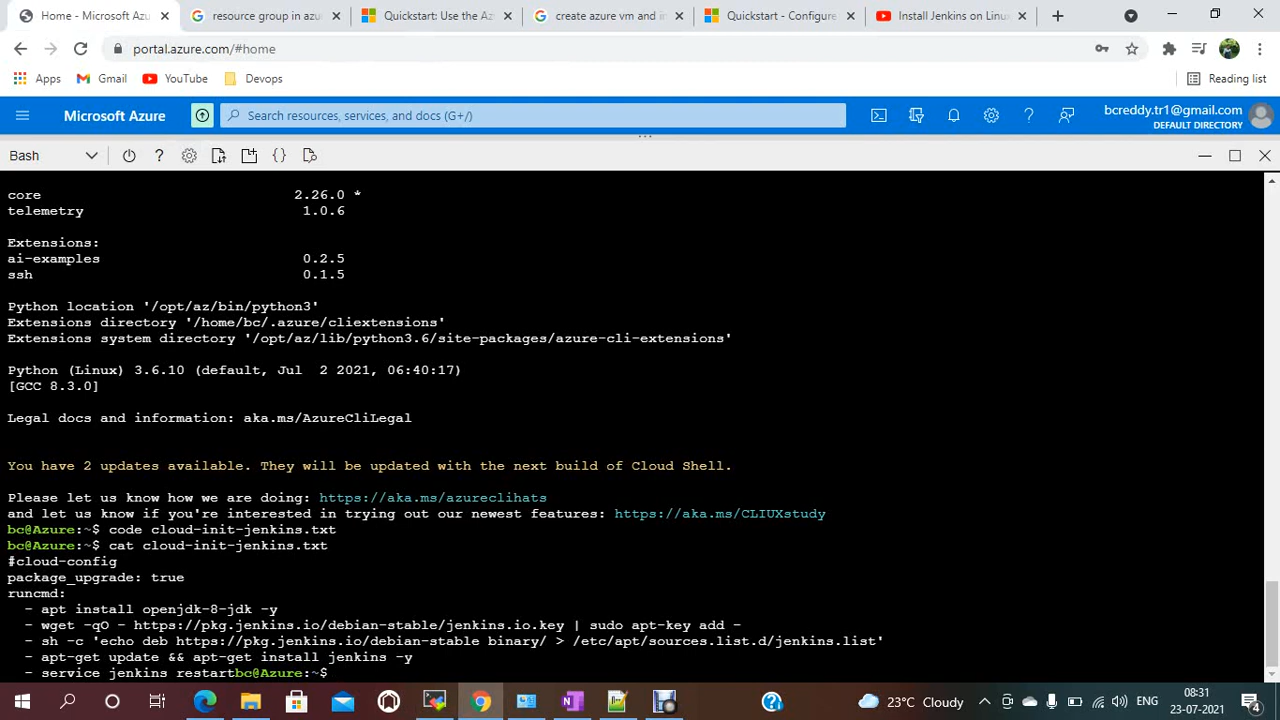 Home - Microsoft Azure
resource group in azu
Quickstart: Use the Az
create azure vm and in
Quickstart - Configure
Install Jenkins on Linux
portal.azure.com/#home
Apps
Gmail
YouTube
Devops
Reading list
Microsoft Azure
Search resources, services, and docs (G+/)
bcreddy.tr1@gmail.com
DEFAULT DIRECTORY
Bash
core 2.26.0 *
telemetry 1.0.6
Extensions:
ai-examples 0.2.5
ssh 0.1.5
Python location '/opt/az/bin/python3'
Extensions directory '/home/bc/.azure/cliextensions'
Extensions system directory '/opt/az/lib/python3.6/site-packages/azure-cli-extensions'
Python (Linux) 3.6.10 (default, Jul  2 2021, 06:40:17)
[GCC 8.3.0]
Legal docs and information: aka.ms/AzureCliLegal
You have 2 updates available. They will be updated with the next build of Cloud Shell.
Please let us know how we are doing: https://aka.ms/azureclihats
and let us know if you're interested in trying out our newest features: https://aka.ms/CLIUXstudy
bc@Azure:~$ code cloud-init-jenkins.txt
bc@Azure:~$ cat cloud-init-jenkins.txt
#cloud-config
package_upgrade: true
runcmd:
  - apt install openjdk-8-jdk -y
  - wget -qO - https://pkg.jenkins.io/debian-stable/jenkins.io.key | sudo apt-key add -
  - sh -c 'echo deb https://pkg.jenkins.io/debian-stable binary/ > /etc/apt/sources.list.d/jenkins.list'
  - apt-get update && apt-get install jenkins -y
  - service jenkins restartbc@Azure:~$
23°C Cloudy
ENG
08:31
23-07-2021
4